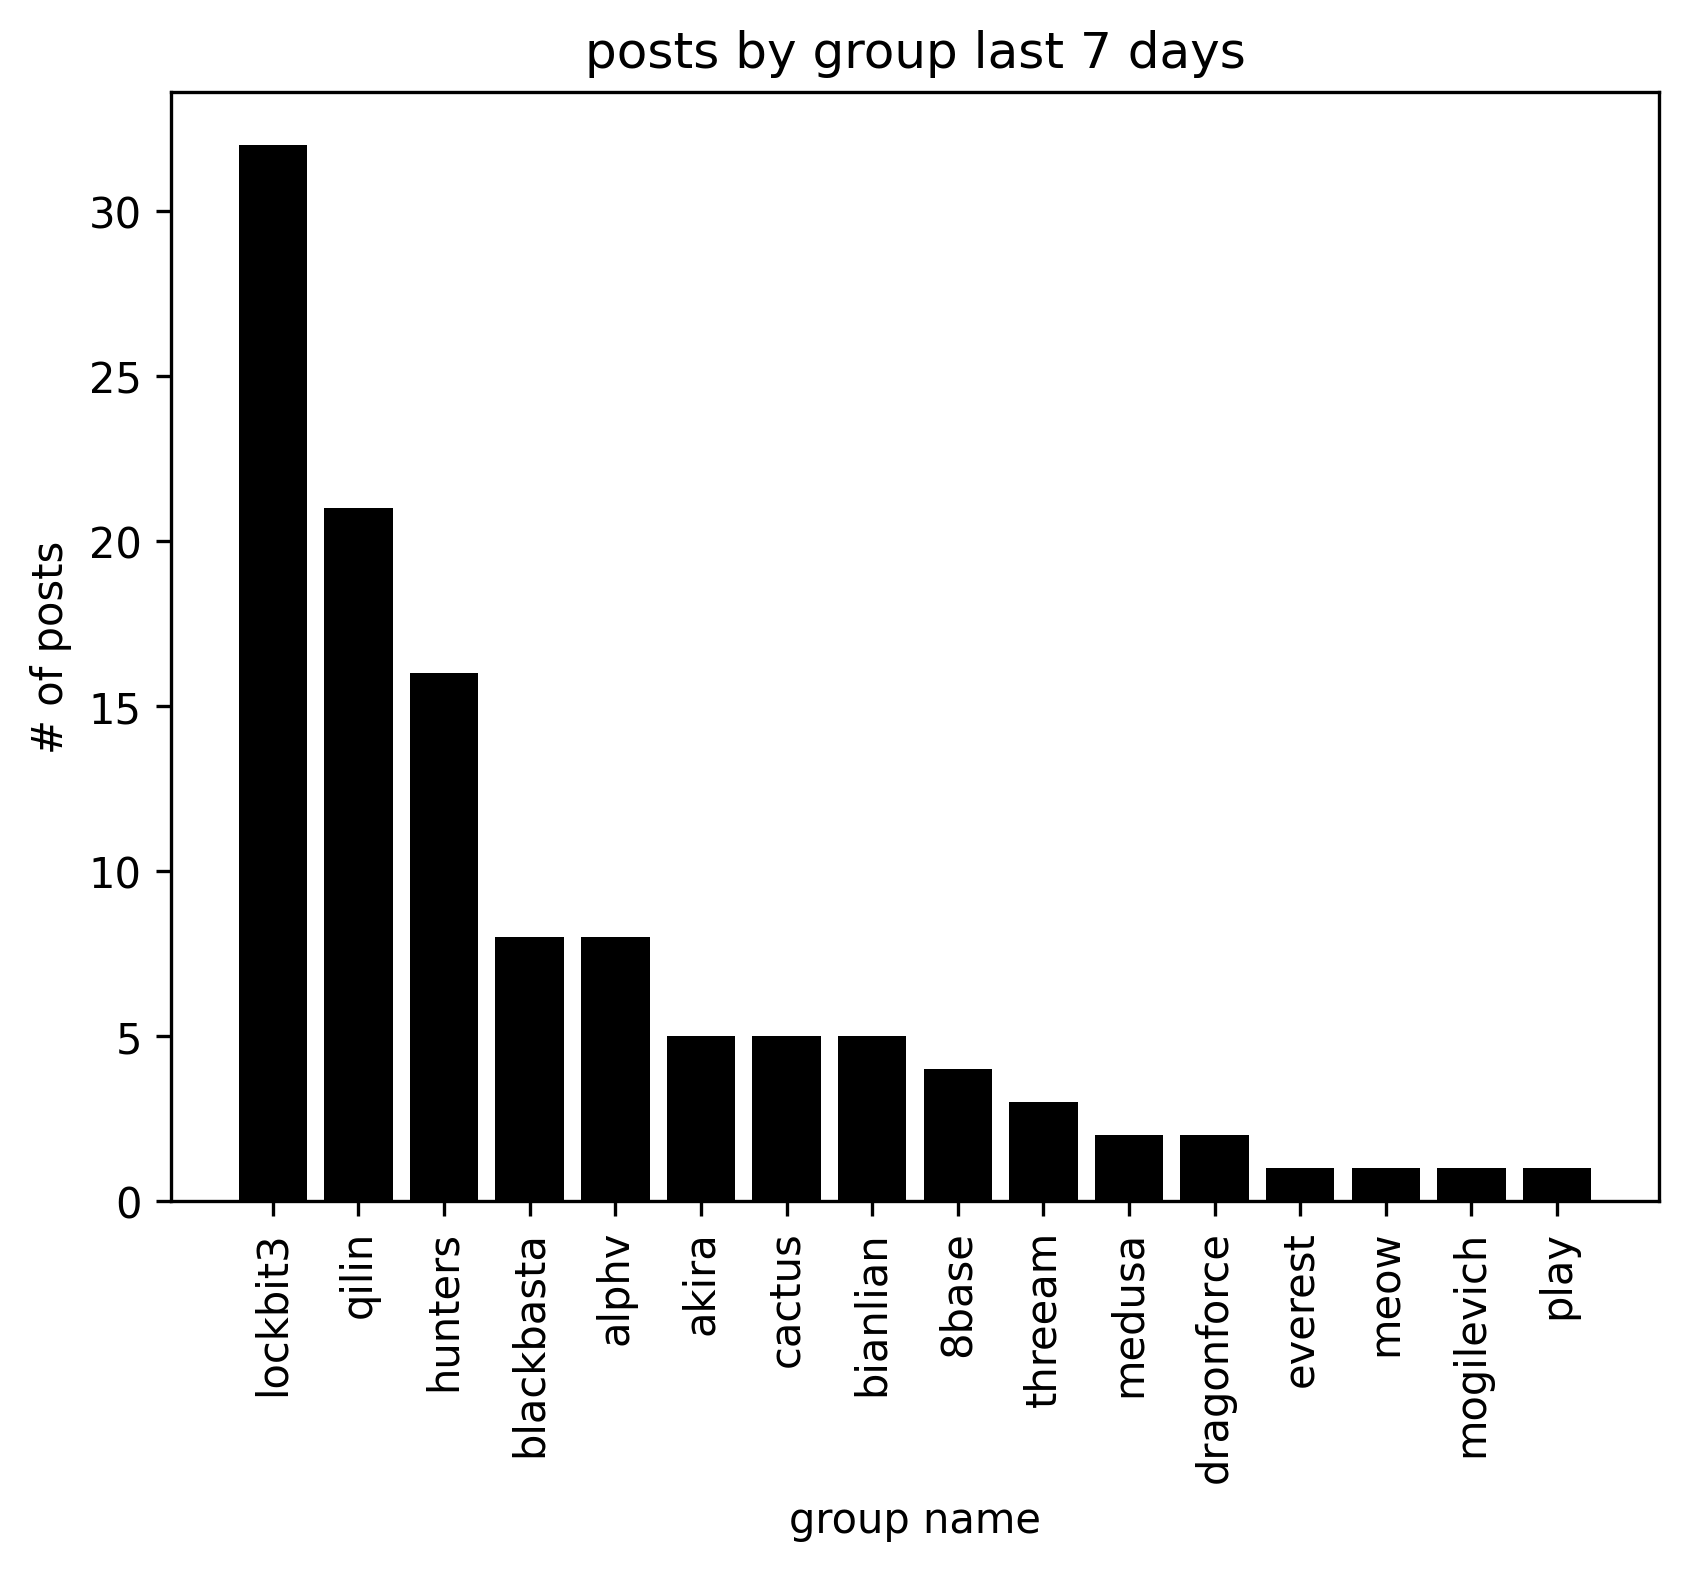 posts by group last 7 days
# of posts
30
25
20
15
10
5
0
lockbit3
qilin
hunters
blackbasta
alphv
akira
cactus
bianlian
8base
threeam
medusa
dragonforce
everest
meow
mogilevich
play
group name